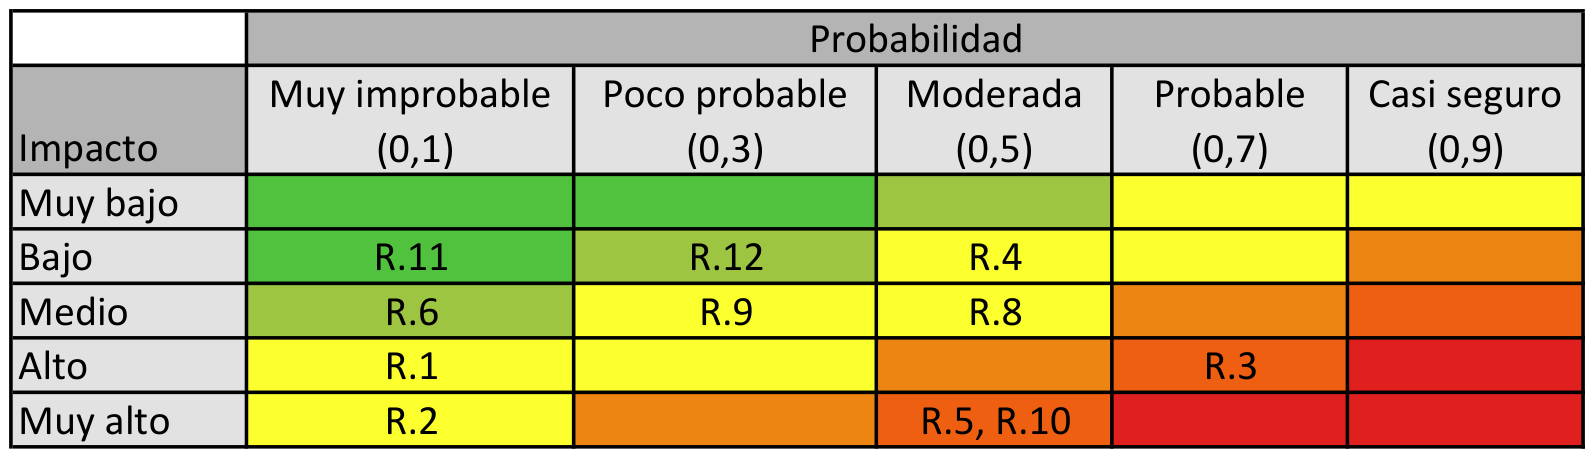 Probabilidad
Muy improbable Poco probable Moderada Probable Casi seguro
Impacto (0,1) (0,3) (0,5) (0,7) (0,9)
Muy bajo
Bajo R.11 R.12 R.4
Medio R.6 R.9 R.8
Alto R.1 R.3
Muy alto R.2 R.5, R.10